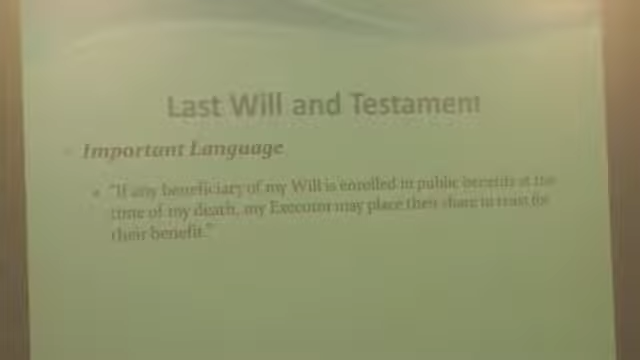 Last Will and Testament
Important Language
"If any beneficiary of my Will is enrolled in public benefits at the
time of my death, my Executor may place their share in trust for
their benefit."